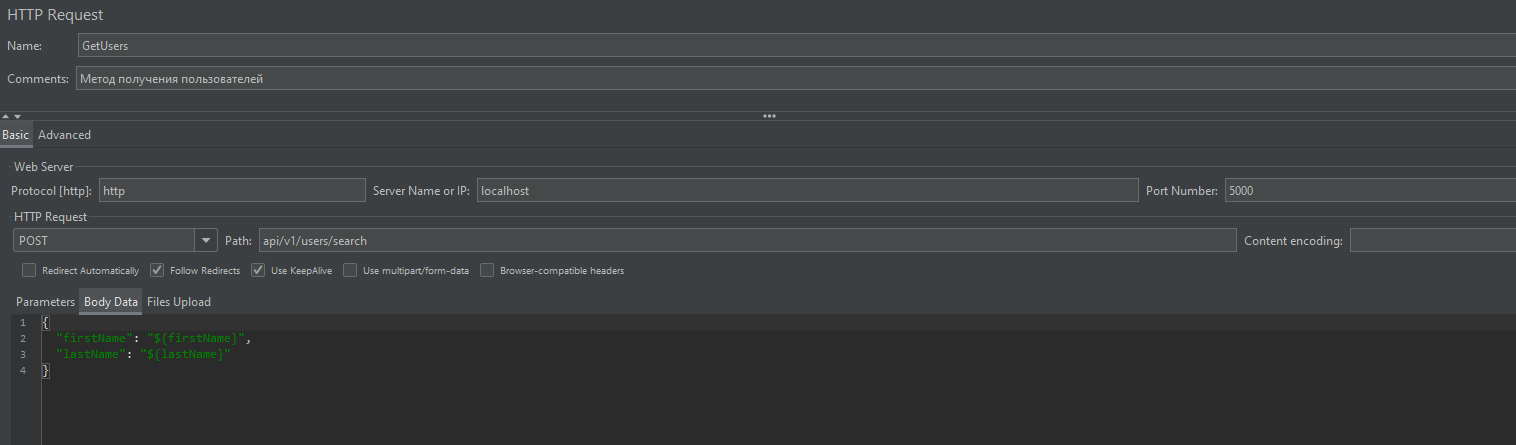 HTTP Request
Name: GetUsers
Comments: Метод получения пользователей
Basic Advanced
Web Server
Protocol [http]: http Server Name or IP: localhost Port Number: 5000
HTTP Request
POST Path: api/v1/users/search Content encoding:
Redirect Automatically Follow Redirects Use KeepAlive Use multipart/form-data Browser-compatible headers
Parameters Body Data Files Upload
1 {
2 "firstName": "${firstName}",
3 "lastName": "${lastName}"
4 }